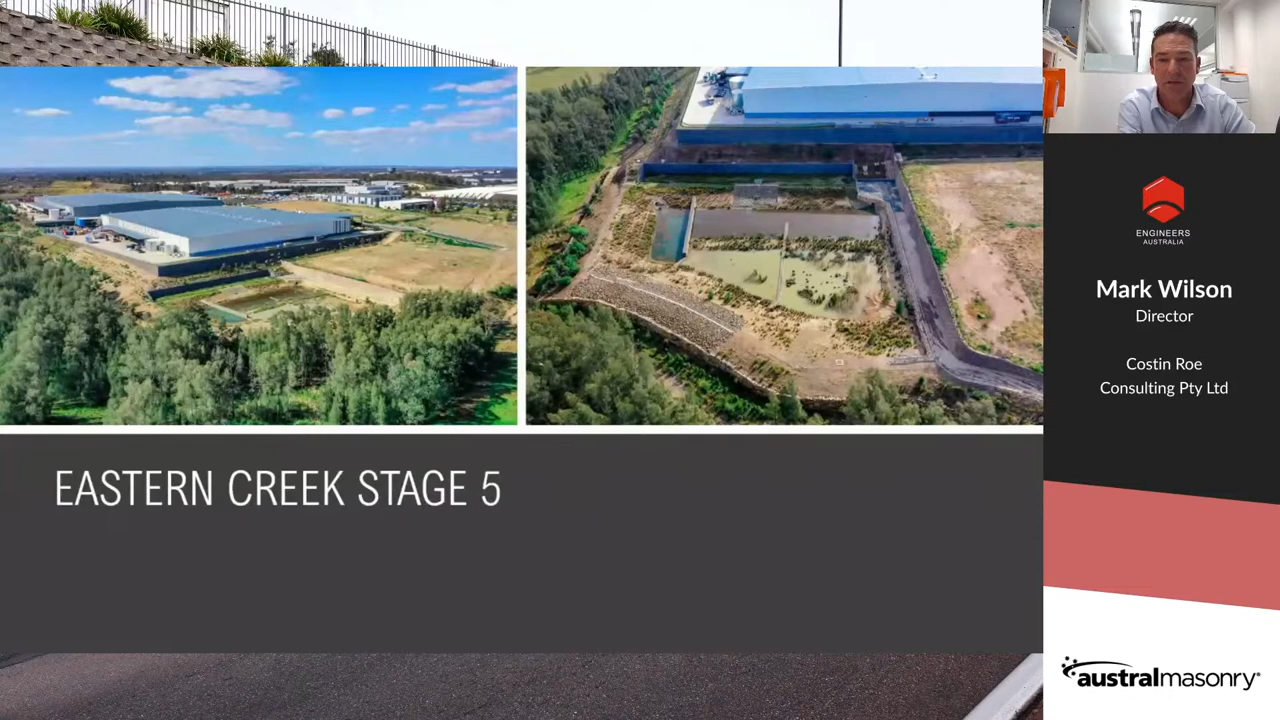 EASTERN CREEK STAGE 5
ENGINEERS
AUSTRALIA
Mark Wilson
Director
Costin Roe
Consulting Pty Ltd
australmasonry®